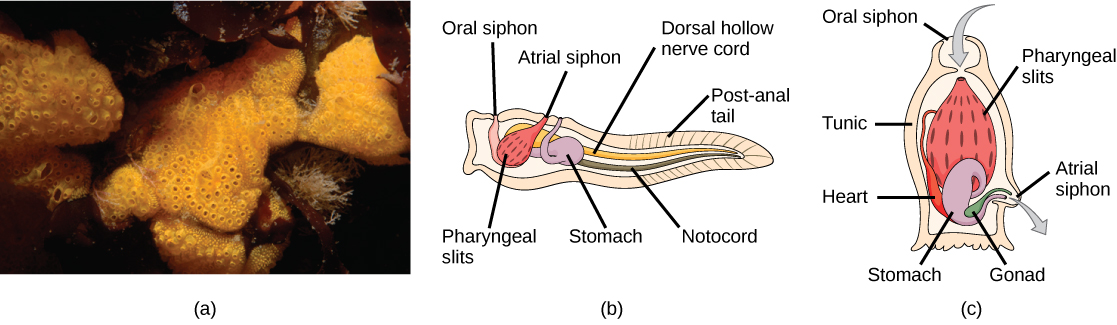 Oral siphon
Atrial siphon
Dorsal hollow
nerve cord
Post-anal
tail
Pharyngeal
slits
Stomach
Notocord
Oral siphon
Pharyngeal
slits
Tunic
Heart
Atrial
siphon
Stomach
Gonad
(a)
(b)
(c)